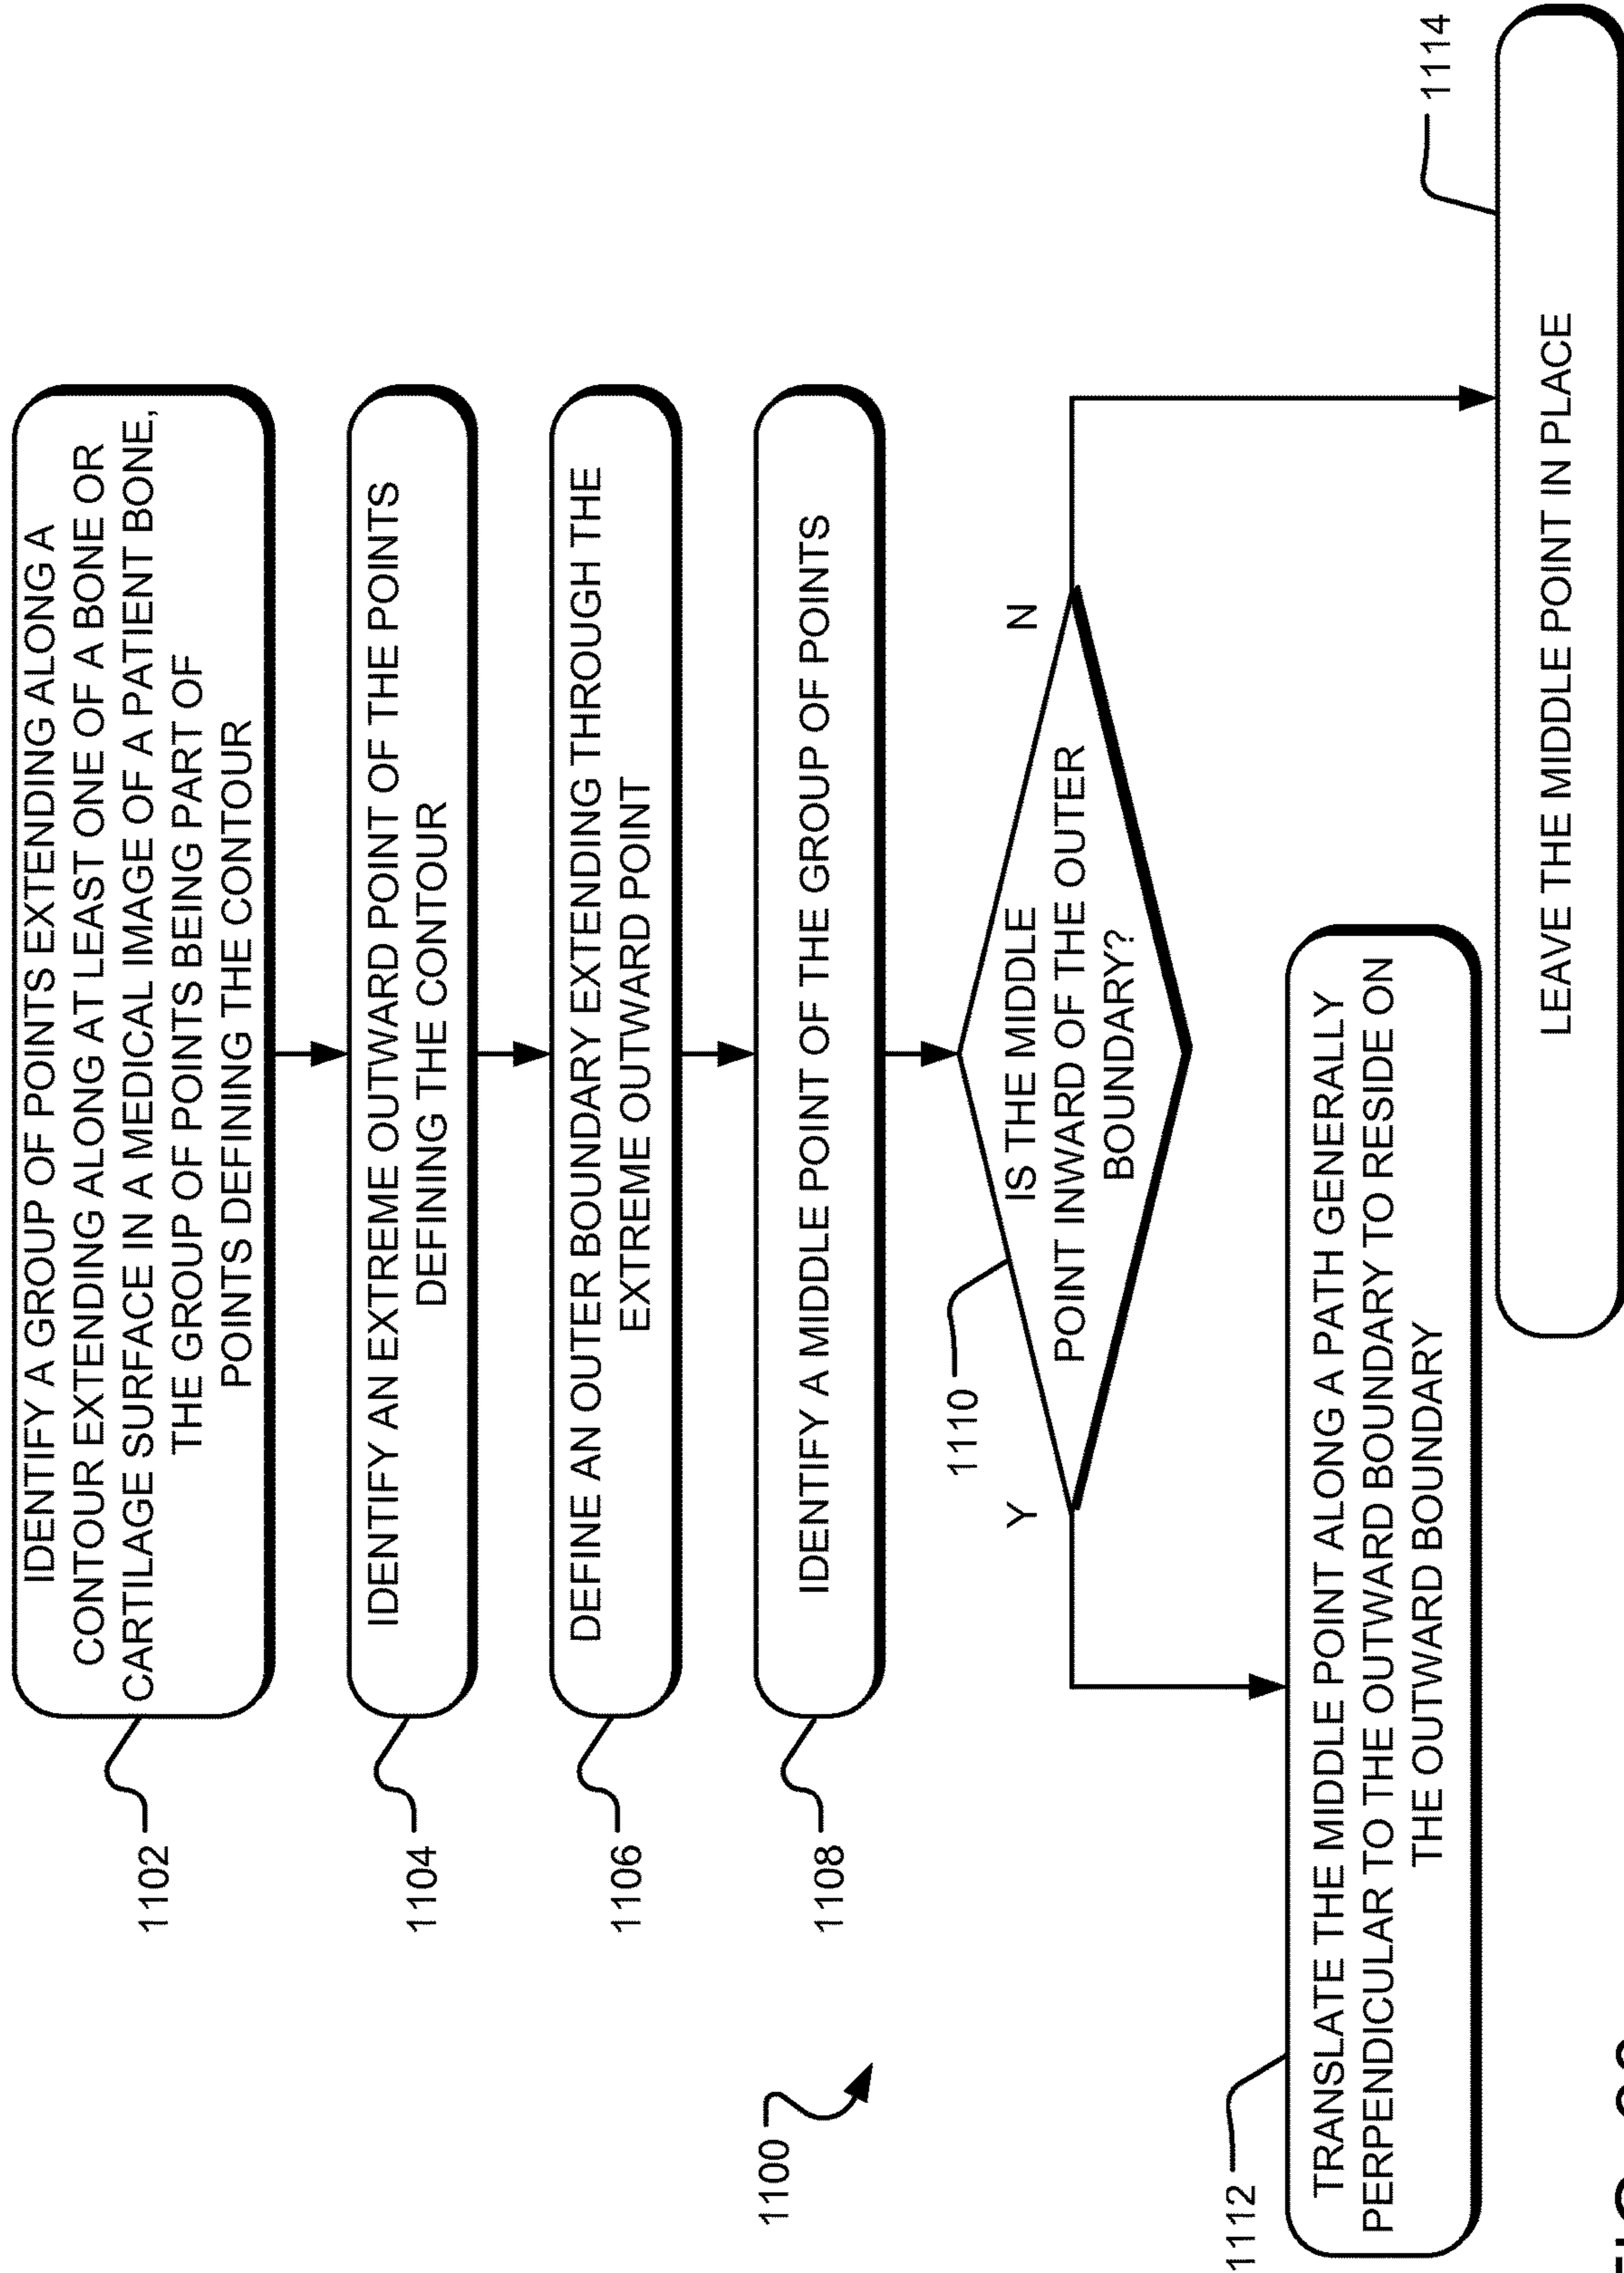 1102
IDENTIFY A GROUP OF POINTS EXTENDING ALONG A
CONTOUR EXTENDING ALONG AT LEAST ONE OF A BONE OR
CARTILAGE SURFACE IN A MEDICAL IMAGE OF A PATIENT BONE,
THE GROUP OF POINTS BEING PART OF
POINTS DEFINING THE CONTOUR
1104
IDENTIFY AN EXTREME OUTWARD POINT OF THE POINTS
DEFINING THE CONTOUR
1106
DEFINE AN OUTER BOUNDARY EXTENDING THROUGH THE
EXTREME OUTWARD POINT
1108
IDENTIFY A MIDDLE POINT OF THE GROUP OF POINTS
1100
1110
Y
N
IS THE MIDDLE
POINT INWARD OF THE OUTER
BOUNDARY?
1112
TRANSLATE THE MIDDLE POINT ALONG A PATH GENERALLY
PERPENDICULAR TO THE OUTWARD BOUNDARY TO RESIDE ON
THE OUTWARD BOUNDARY
1114
LEAVE THE MIDDLE POINT IN PLACE